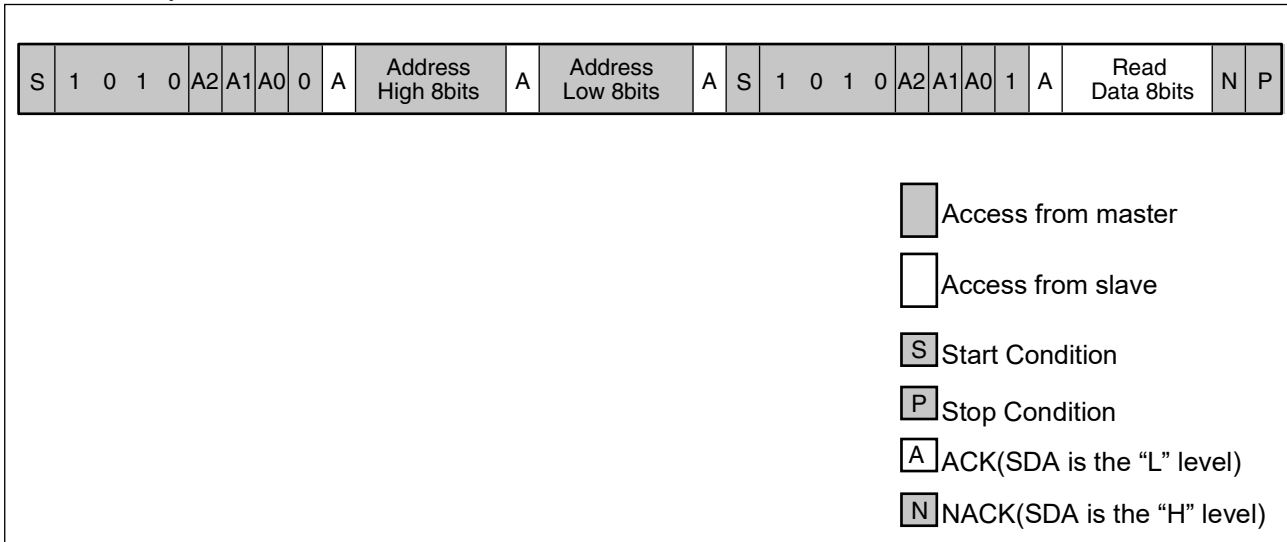 S 1 0 1 0 A2 A1 A0 0 A Address High 8bits A Address Low 8bits A S 1 0 1 0 A2 A1 A0 1 A Read Data 8bits N P
Access from master
Access from slave
S Start Condition
P Stop Condition
A ACK(SDA is the “L” level)
N NACK(SDA is the “H” level)